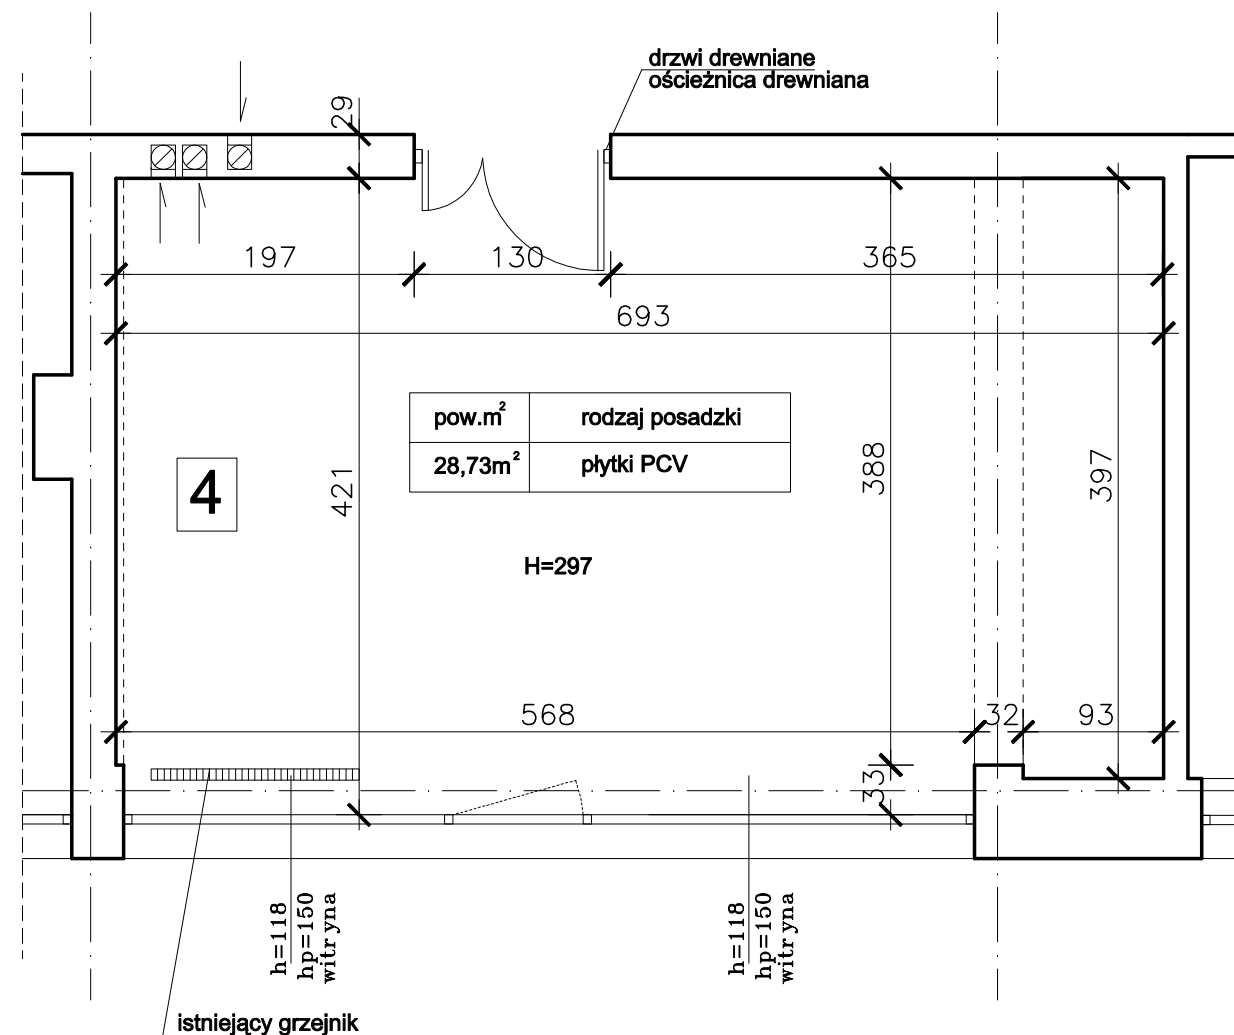 drzwi drewniane
ościeżnica drewniana
29
197
130
365
693
pow.m²
rodzaj posadzki
28,73m²
płytki PCV
4
421
388
397
H=297
568
32
93
33
h=118
hp=150
witryna
h=118
hp=150
witryna
istniejący grzejnik